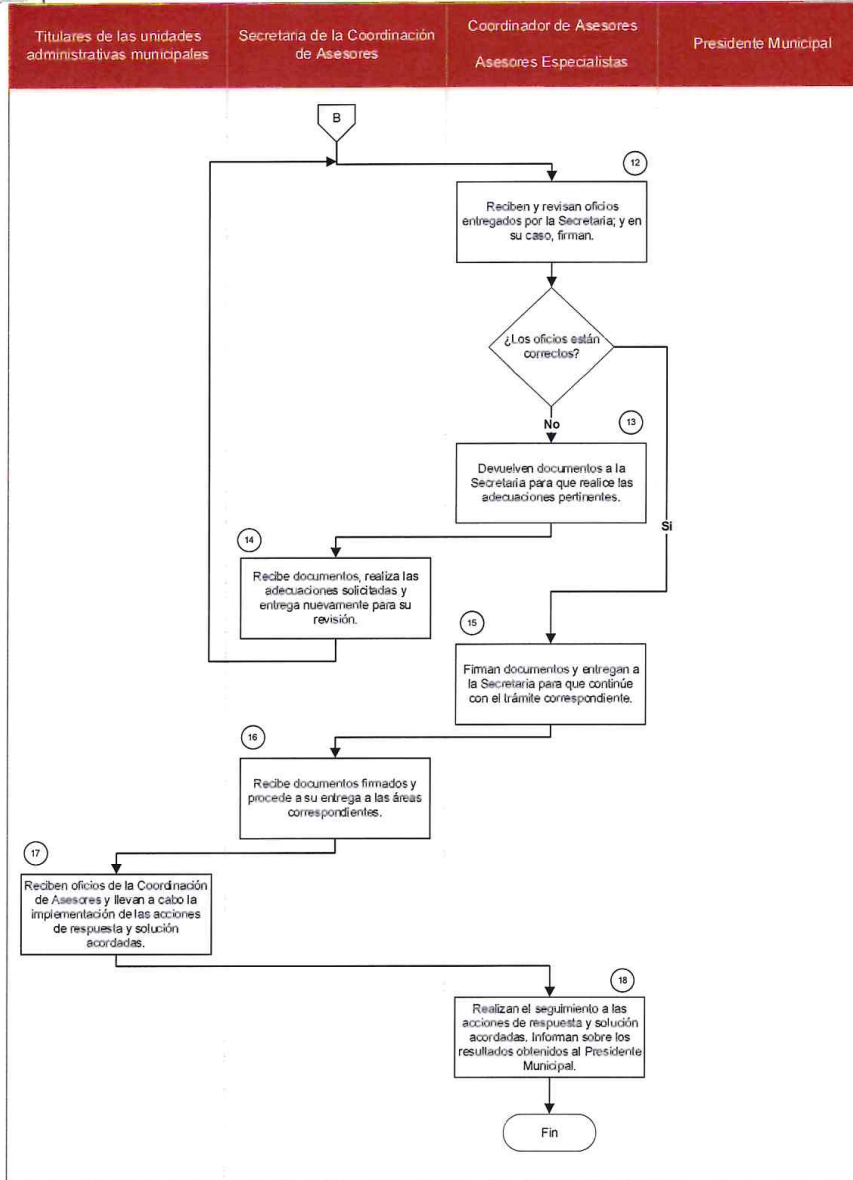 Titulares de las unidades
administrativas municipales
Secretaria de la Coordinación
de Asesores
Coordinador de Asesores
Asesores Especialistas
Presidente Municipal
B
12
Reciben y revisan oficios
entregados por la Secretaria; y en
su caso, firman.
¿Los oficios están
correctos?
No
Si
13
Devuelven documentos a la
Secretaria para que realice las
adecuaciones pertinentes.
14
Recibe documentos, realiza las
adecuaciones solicitadas y
entrega nuevamente para su
revisión.
15
Firman documentos y entregan a
la Secretaria para que continúe
con el trámite correspondiente.
16
Recibe documentos firmados y
procede a su entrega a las áreas
correspondientes.
17
Reciben oficios de la Coordinación
de Asesores y llevan a cabo la
implementación de las acciones
de respuesta y solución
acordadas.
18
Realizan el seguimiento a las
acciones de respuesta y solución
acordadas. Informan sobre los
resultados obtenidos al Presidente
Municipal.
Fin